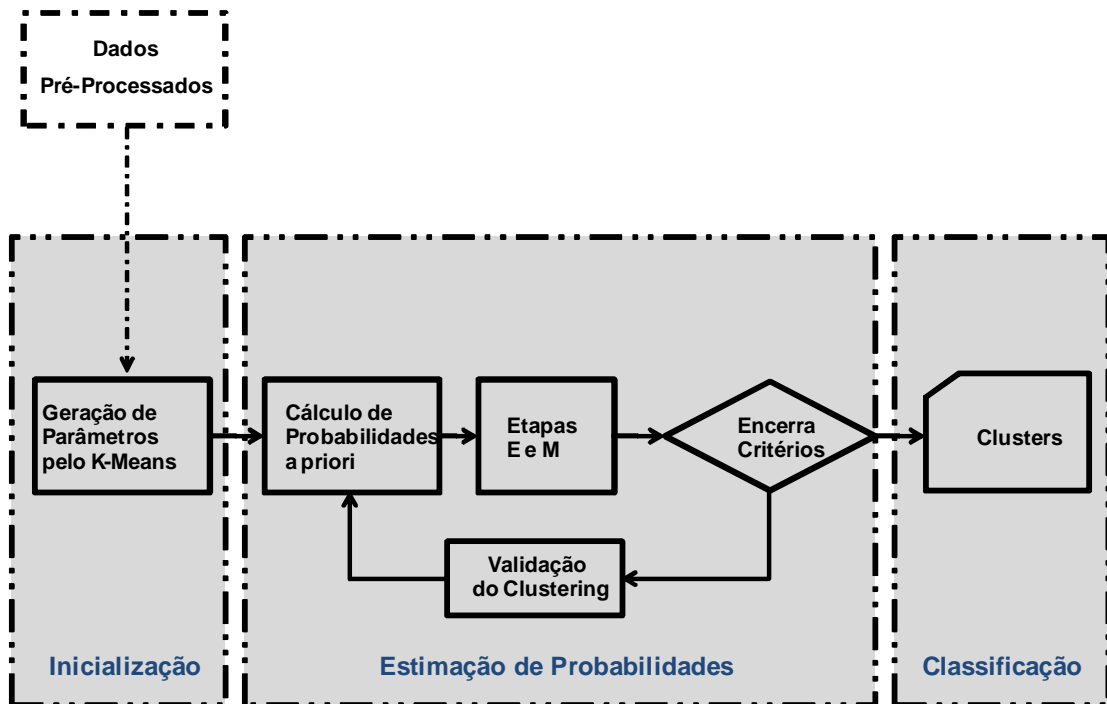 Dados
Pré-Processados
Geração de
Parâmetros
pelo K-Means
Cálculo de
Probabilidades
a priori
Etapas
E e M
Encerra
Critérios
Clusters
Validação
do Clustering
Inicialização
Estimação de Probabilidades
Classificação